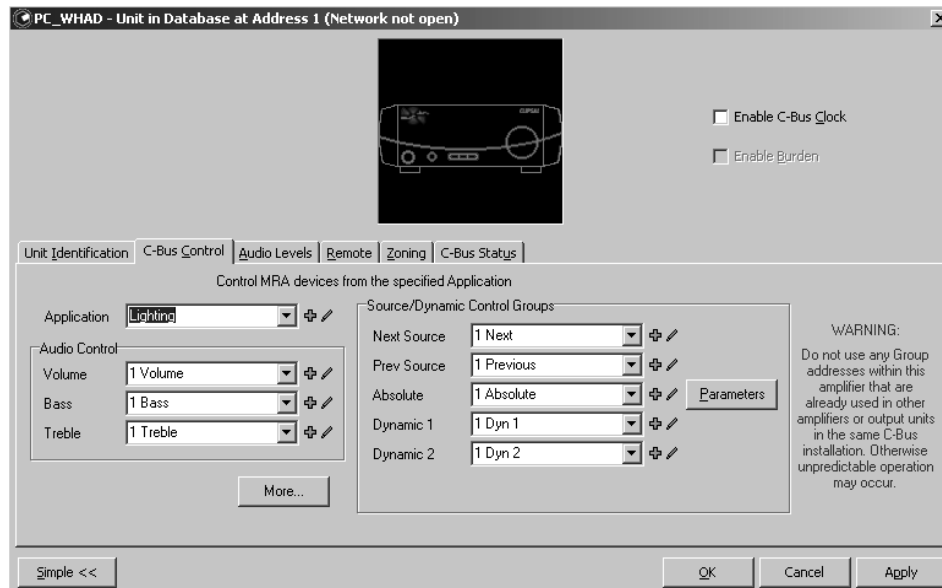 PC_WHAD - Unit in Database at Address 1 (Network not open)
Enable C-Bus Clock
Enable Burden
Unit Identification
C-Bus Control
Audio Levels
Remote
Zoning
C-Bus Status
Control MRA devices from the specified Application
Application
Lighting
Audio Control
Volume
1 Volume
Bass
1 Bass
Treble
1 Treble
More...
Source/Dynamic Control Groups
Next Source
1 Next
Prev Source
1 Previous
Absolute
1 Absolute
Dynamic 1
1 Dyn 1
Dynamic 2
1 Dyn 2
Parameters
WARNING:
Do not use any Group
addresses within this
amplifier that are
already used in other
amplifiers or output units
in the same C-Bus
installation. Otherwise
unpredictable operation
may occur.
Simple <<
OK
Cancel
Apply